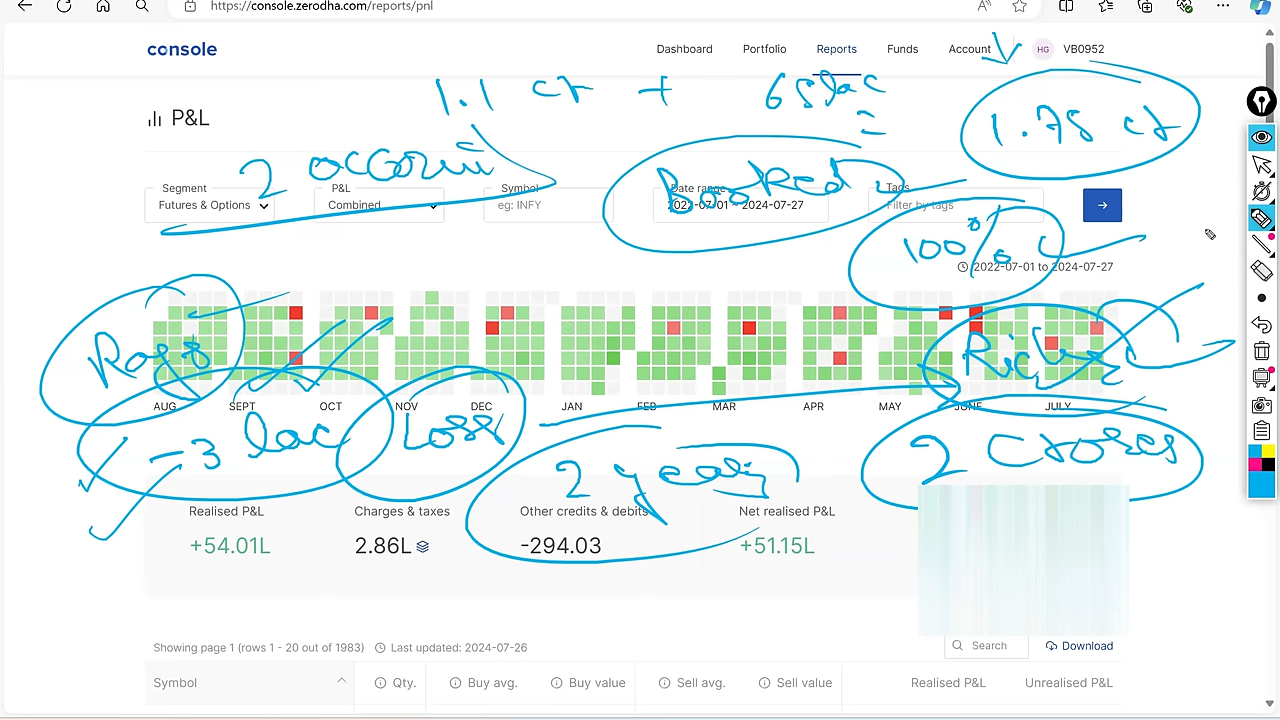 https://console.zerodha.com/reports/pnl
console
Dashboard Portfolio Reports Funds Account HG VB0952
1.1 cr + 65 lac =
1.75 cr
P&L
2 account
Booked
Segment P&L Symbol Date range Tags
Futures & Options Combined eg: INFY 2022-07-01 ~ 2024-07-27 Filter by tags
100%
2022-07-01 to 2024-07-27
AUG SEPT OCT NOV DEC JAN FEB MAR APR MAY JUNE JULY
-3 lac Loss
2 years
2 croses
Realised P&L Charges & taxes Other credits & debits Net realised P&L
+54.01L 2.86L -294.03 +51.15L
Showing page 1 (rows 1 - 20 out of 1983) Last updated: 2024-07-26 Search Download
Symbol Qty. Buy avg. Buy value Sell avg. Sell value Realised P&L Unrealised P&L